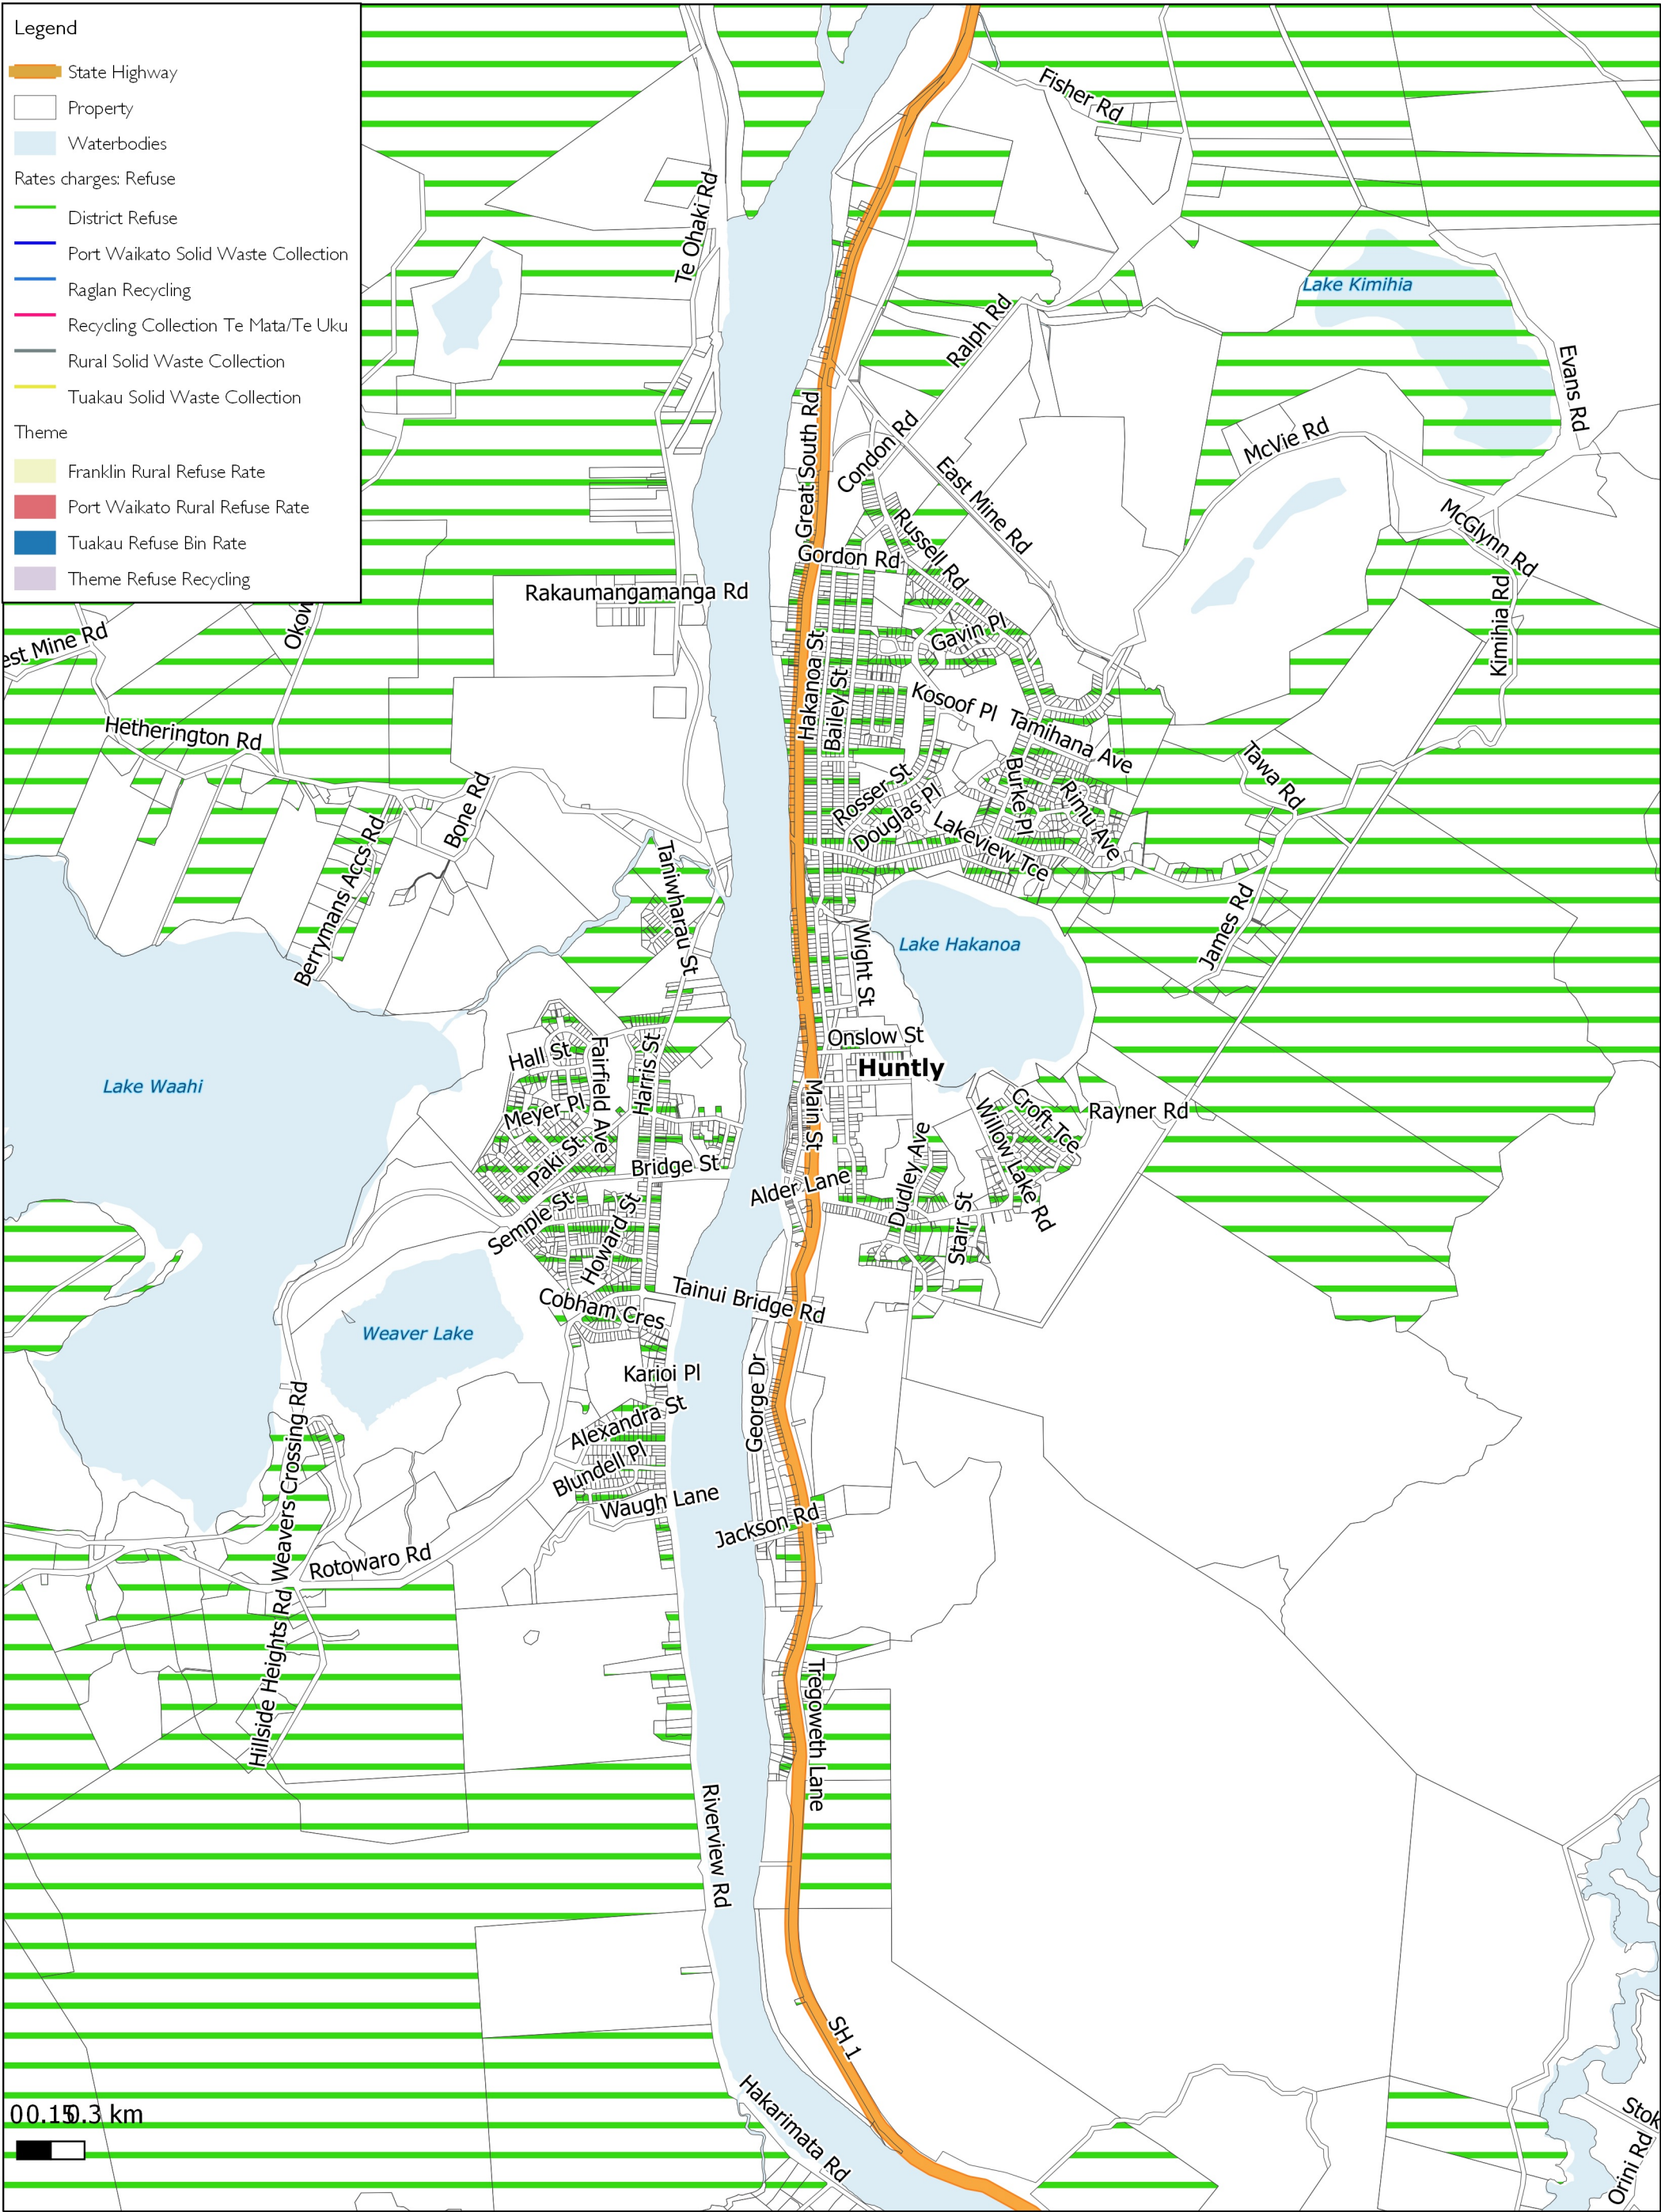 Legend
State Highway
Property
Waterbodies
Rates charges: Refuse
District Refuse
Port Waikato Solid Waste Collection
Raglan Recycling
Recycling Collection Te Mata/Te Uku
Rural Solid Waste Collection
Tuakau Solid Waste Collection
Theme
Franklin Rural Refuse Rate
Port Waikato Rural Refuse Rate
Tuakau Refuse Bin Rate
Theme Refuse Recycling
Fisher Rd
Te Ohaki Rd
Lake Kimihia
Ralph Rd
Evans Rd
Great South Rd
Condon Rd
McVie Rd
East Mine Rd
McGlynn Rd
Russell Rd
Gordon Rd
Rakaumangamanga Rd
Okow
est Mine Rd
Kimihia Rd
Gavin Pl
Hakanoa St
Bailey St
Kosoof Pl
Tamihana Ave
Hetherington Rd
Tawa Rd
Bone Rd
Rosser St
Burke Pl
Rimu Ave
Douglas Pl
Lakeview Tce
Berrymans Accs Rd
Taniwharau St
James Rd
Wight St
Lake Hakanoa
Onslow St
Huntly
Hall St
Fairfield Ave
Harris St
Lake Waahi
Meyer Pl
Main St
Croft Tce
Rayner Rd
Willow Lake Rd
Paki St
Bridge St
Dudley Ave
Alder Lane
Semple St
Howard St
Starr St
Tainui Bridge Rd
Cobham Cres
Weaver Lake
Karioi Pl
George Dr
Weavers Crossing Rd
Alexandra St
Blundell Pl
Waugh Lane
Jackson Rd
Rotowaro Rd
Hillside Heights Rd
Tregoweth Lane
Riverview Rd
SH 1
Hakarimata Rd
Stok
Orini Rd
0 0.15 0.3 km